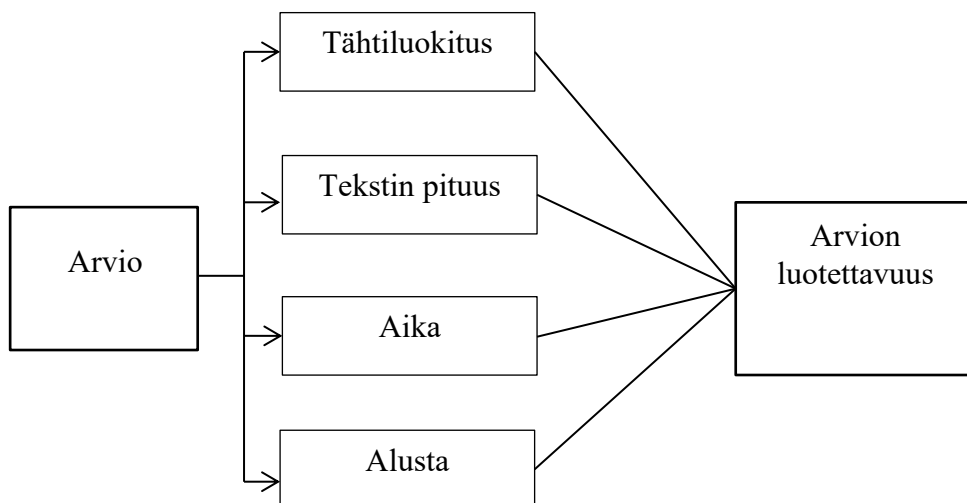 Tähtiluokitus
Tekstin pituus
Arvio
Arvion
luotettavuus
Aika
Alusta